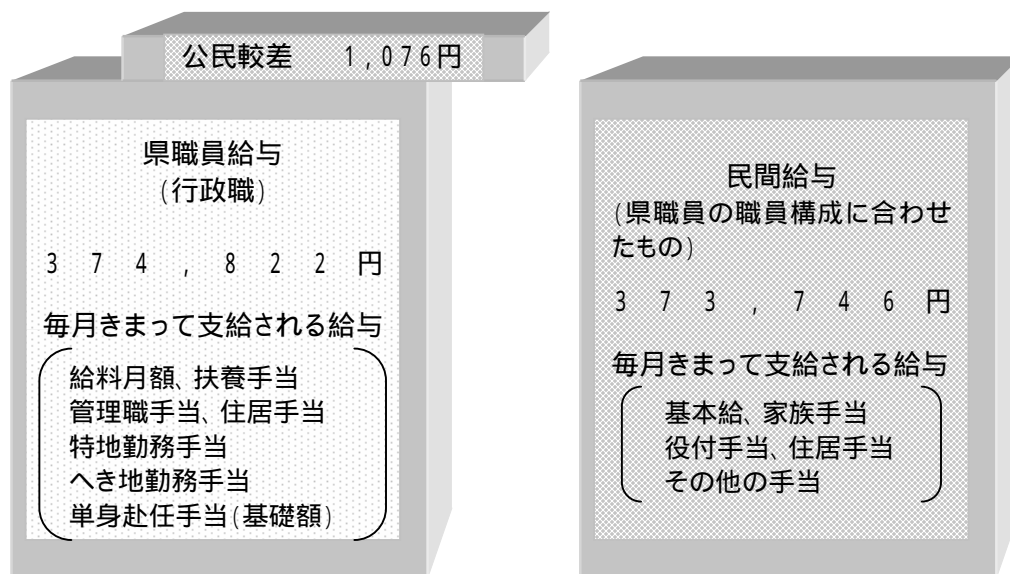 公民較差 1,076円
県職員給与
(行政職)
374,822円
毎月きまって支給される給与
給料月額、扶養手当
管理職手当、住居手当
特地勤務手当
へき地勤務手当
単身赴任手当(基礎額)
民間給与
(県職員の職員構成に合わせ
たもの)
373,746円
毎月きまって支給される給与
基本給、家族手当
役付手当、住居手当
その他の手当